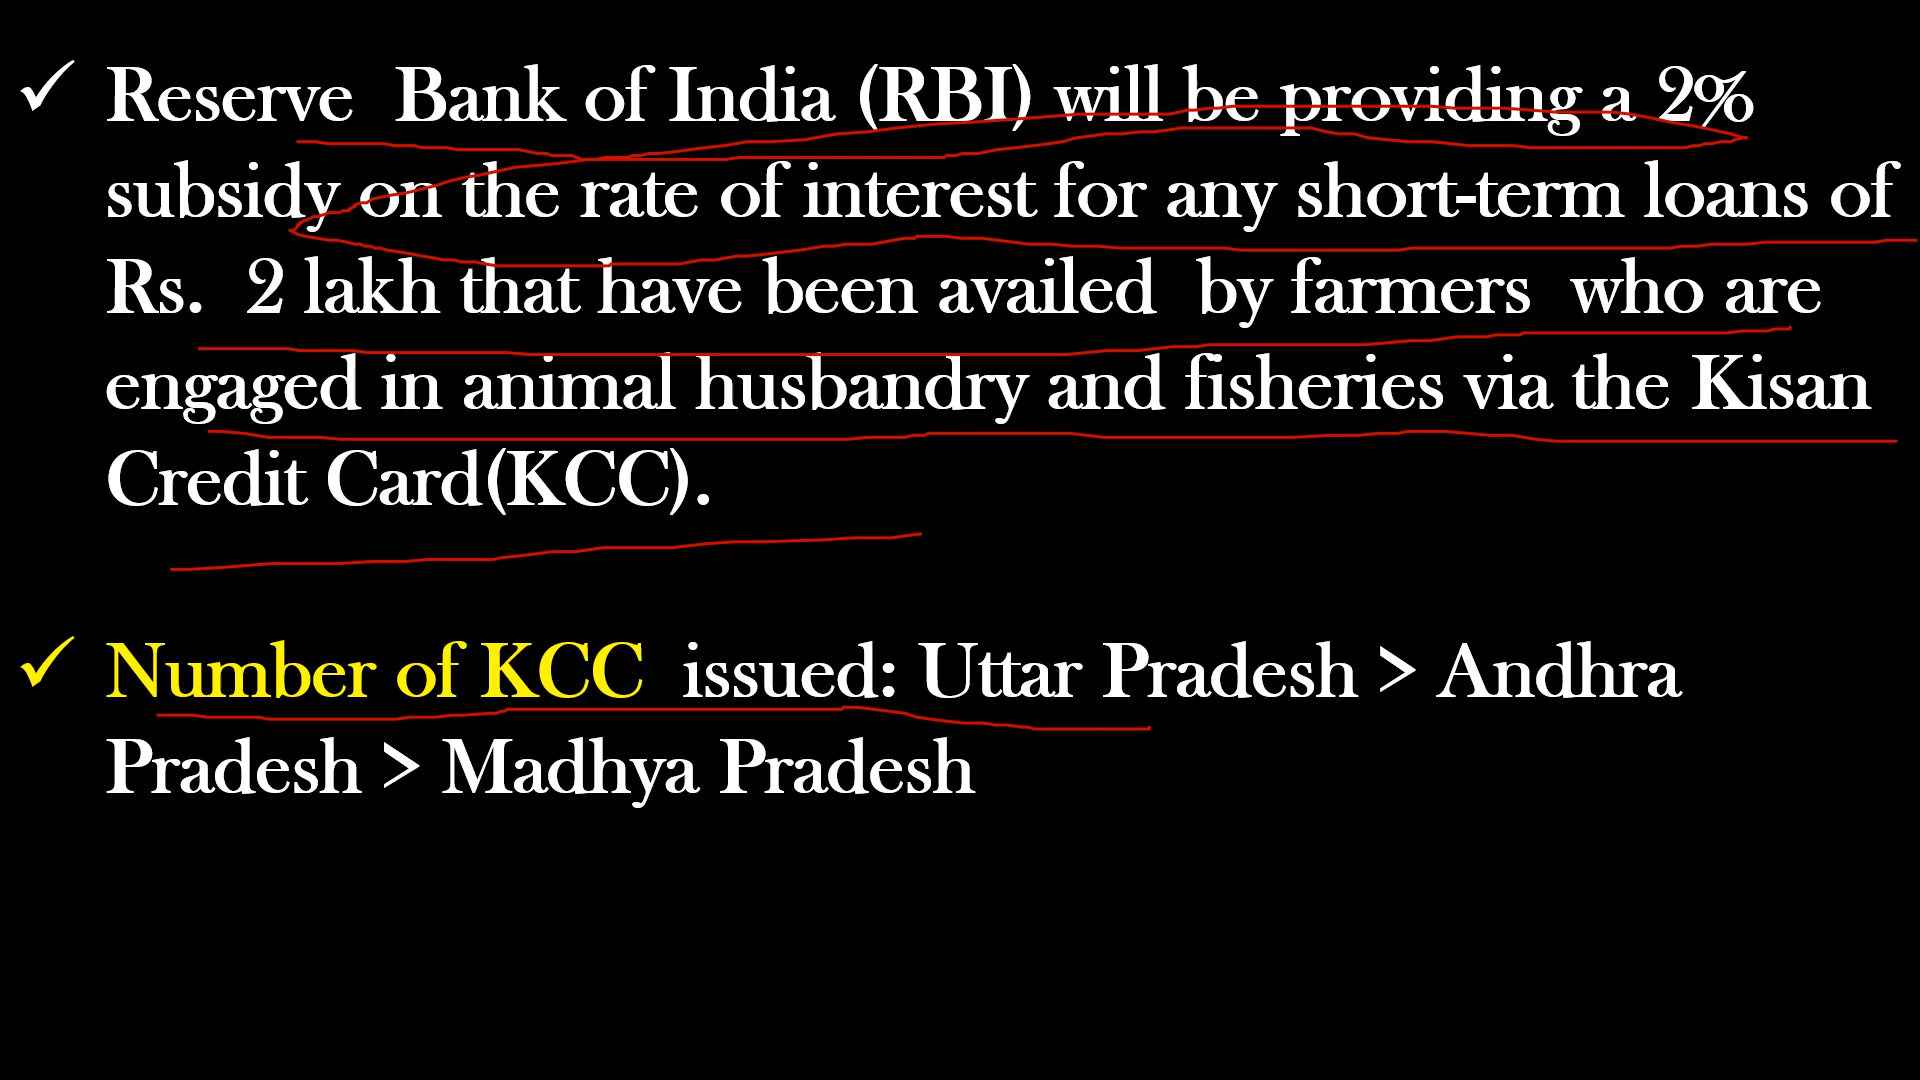 ✓ Reserve Bank of India (RBI) will be providing a 2%
subsidy on the rate of interest for any short-term loans of
Rs. 2 lakh that have been availed by farmers who are
engaged in animal husbandry and fisheries via the Kisan
Credit Card(KCC).
✓ Number of KCC issued: Uttar Pradesh > Andhra
Pradesh > Madhya Pradesh